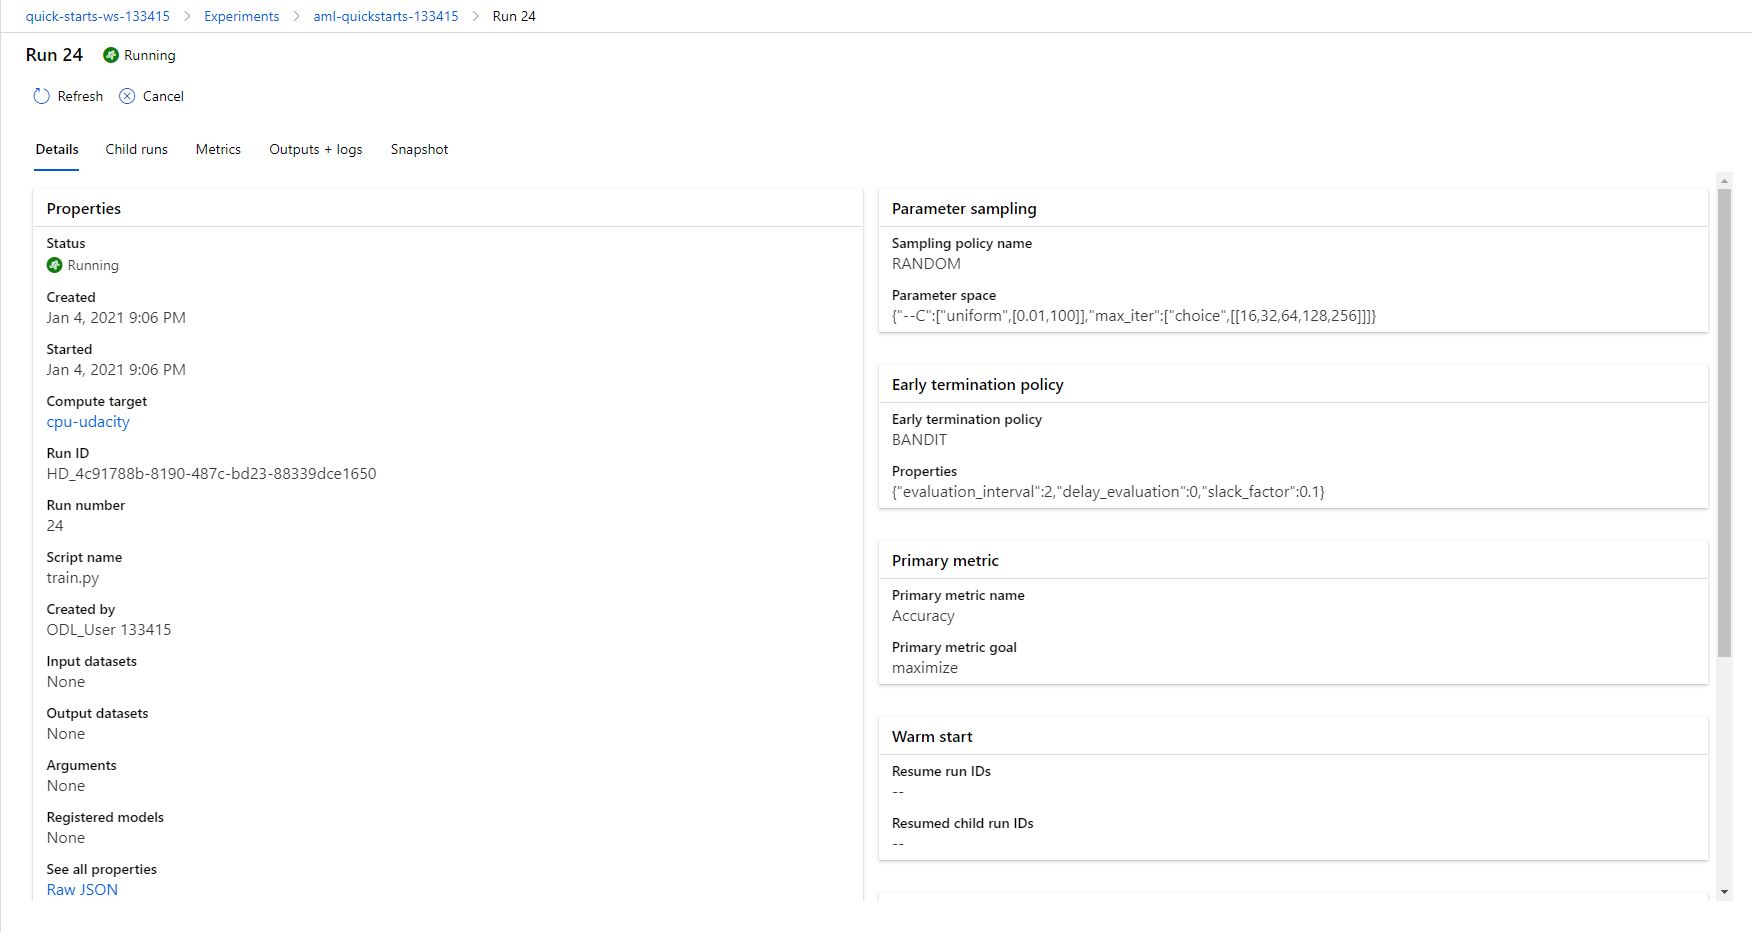 quick-starts-ws-133415 > Experiments > aml-quickstarts-133415 > Run 24
Run 24 Running
Refresh Cancel
Details Child runs Metrics Outputs + logs Snapshot
Properties
Status
Running
Created
Jan 4, 2021 9:06 PM
Started
Jan 4, 2021 9:06 PM
Compute target
cpu-udacity
Run ID
HD_4c91788b-8190-487c-bd23-88339dce1650
Run number
24
Script name
train.py
Created by
ODL_User 133415
Input datasets
None
Output datasets
None
Arguments
None
Registered models
None
See all properties
Raw JSON
Parameter sampling
Sampling policy name
RANDOM
Parameter space
{"--C":["uniform",[0.01,100]],"max_iter":["choice",[[16,32,64,128,256]]]}
Early termination policy
Early termination policy
BANDIT
Properties
{"evaluation_interval":2,"delay_evaluation":0,"slack_factor":0.1}
Primary metric
Primary metric name
Accuracy
Primary metric goal
maximize
Warm start
Resume run IDs
--
Resumed child run IDs
--